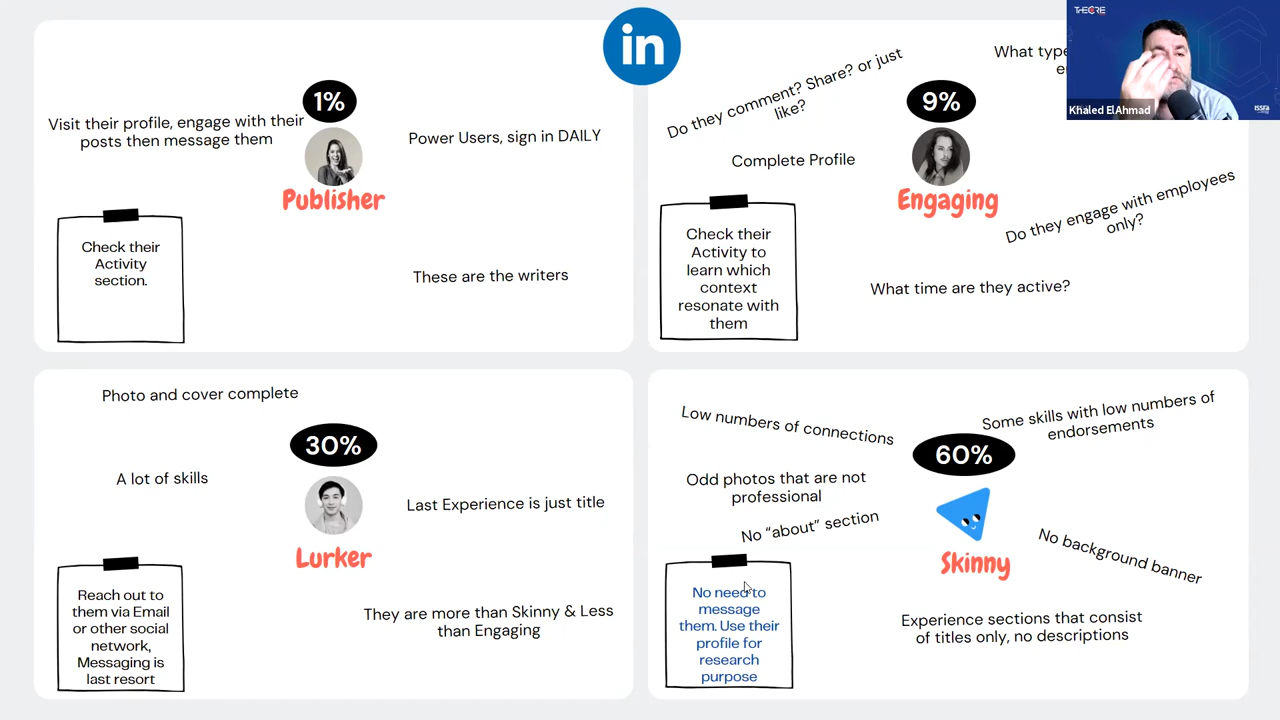 in
THECORE
Khaled ElAhmad
ISSFA
1%
Visit their profile, engage with their
posts then message them
Power Users, sign in DAILY
Publisher
Check their
Activity
section.
These are the writers
What type
Do they comment? Share? or just
like?
9%
Complete Profile
Engaging
Do they engage with employees
only?
Check their
Activity to
learn which
context
resonate with
them
What time are they active?
Photo and cover complete
30%
A lot of skills
Last Experience is just title
Lurker
Reach out to
them via Email
or other social
network,
Messaging is
last resort
They are more than Skinny & Less
than Engaging
Low numbers of connections
Some skills with low numbers of
endorsements
60%
Odd photos that are not
professional
No “about” section
Skinny
No background banner
No need to
message
them. Use their
profile for
research
purpose
Experience sections that consist
of titles only, no descriptions